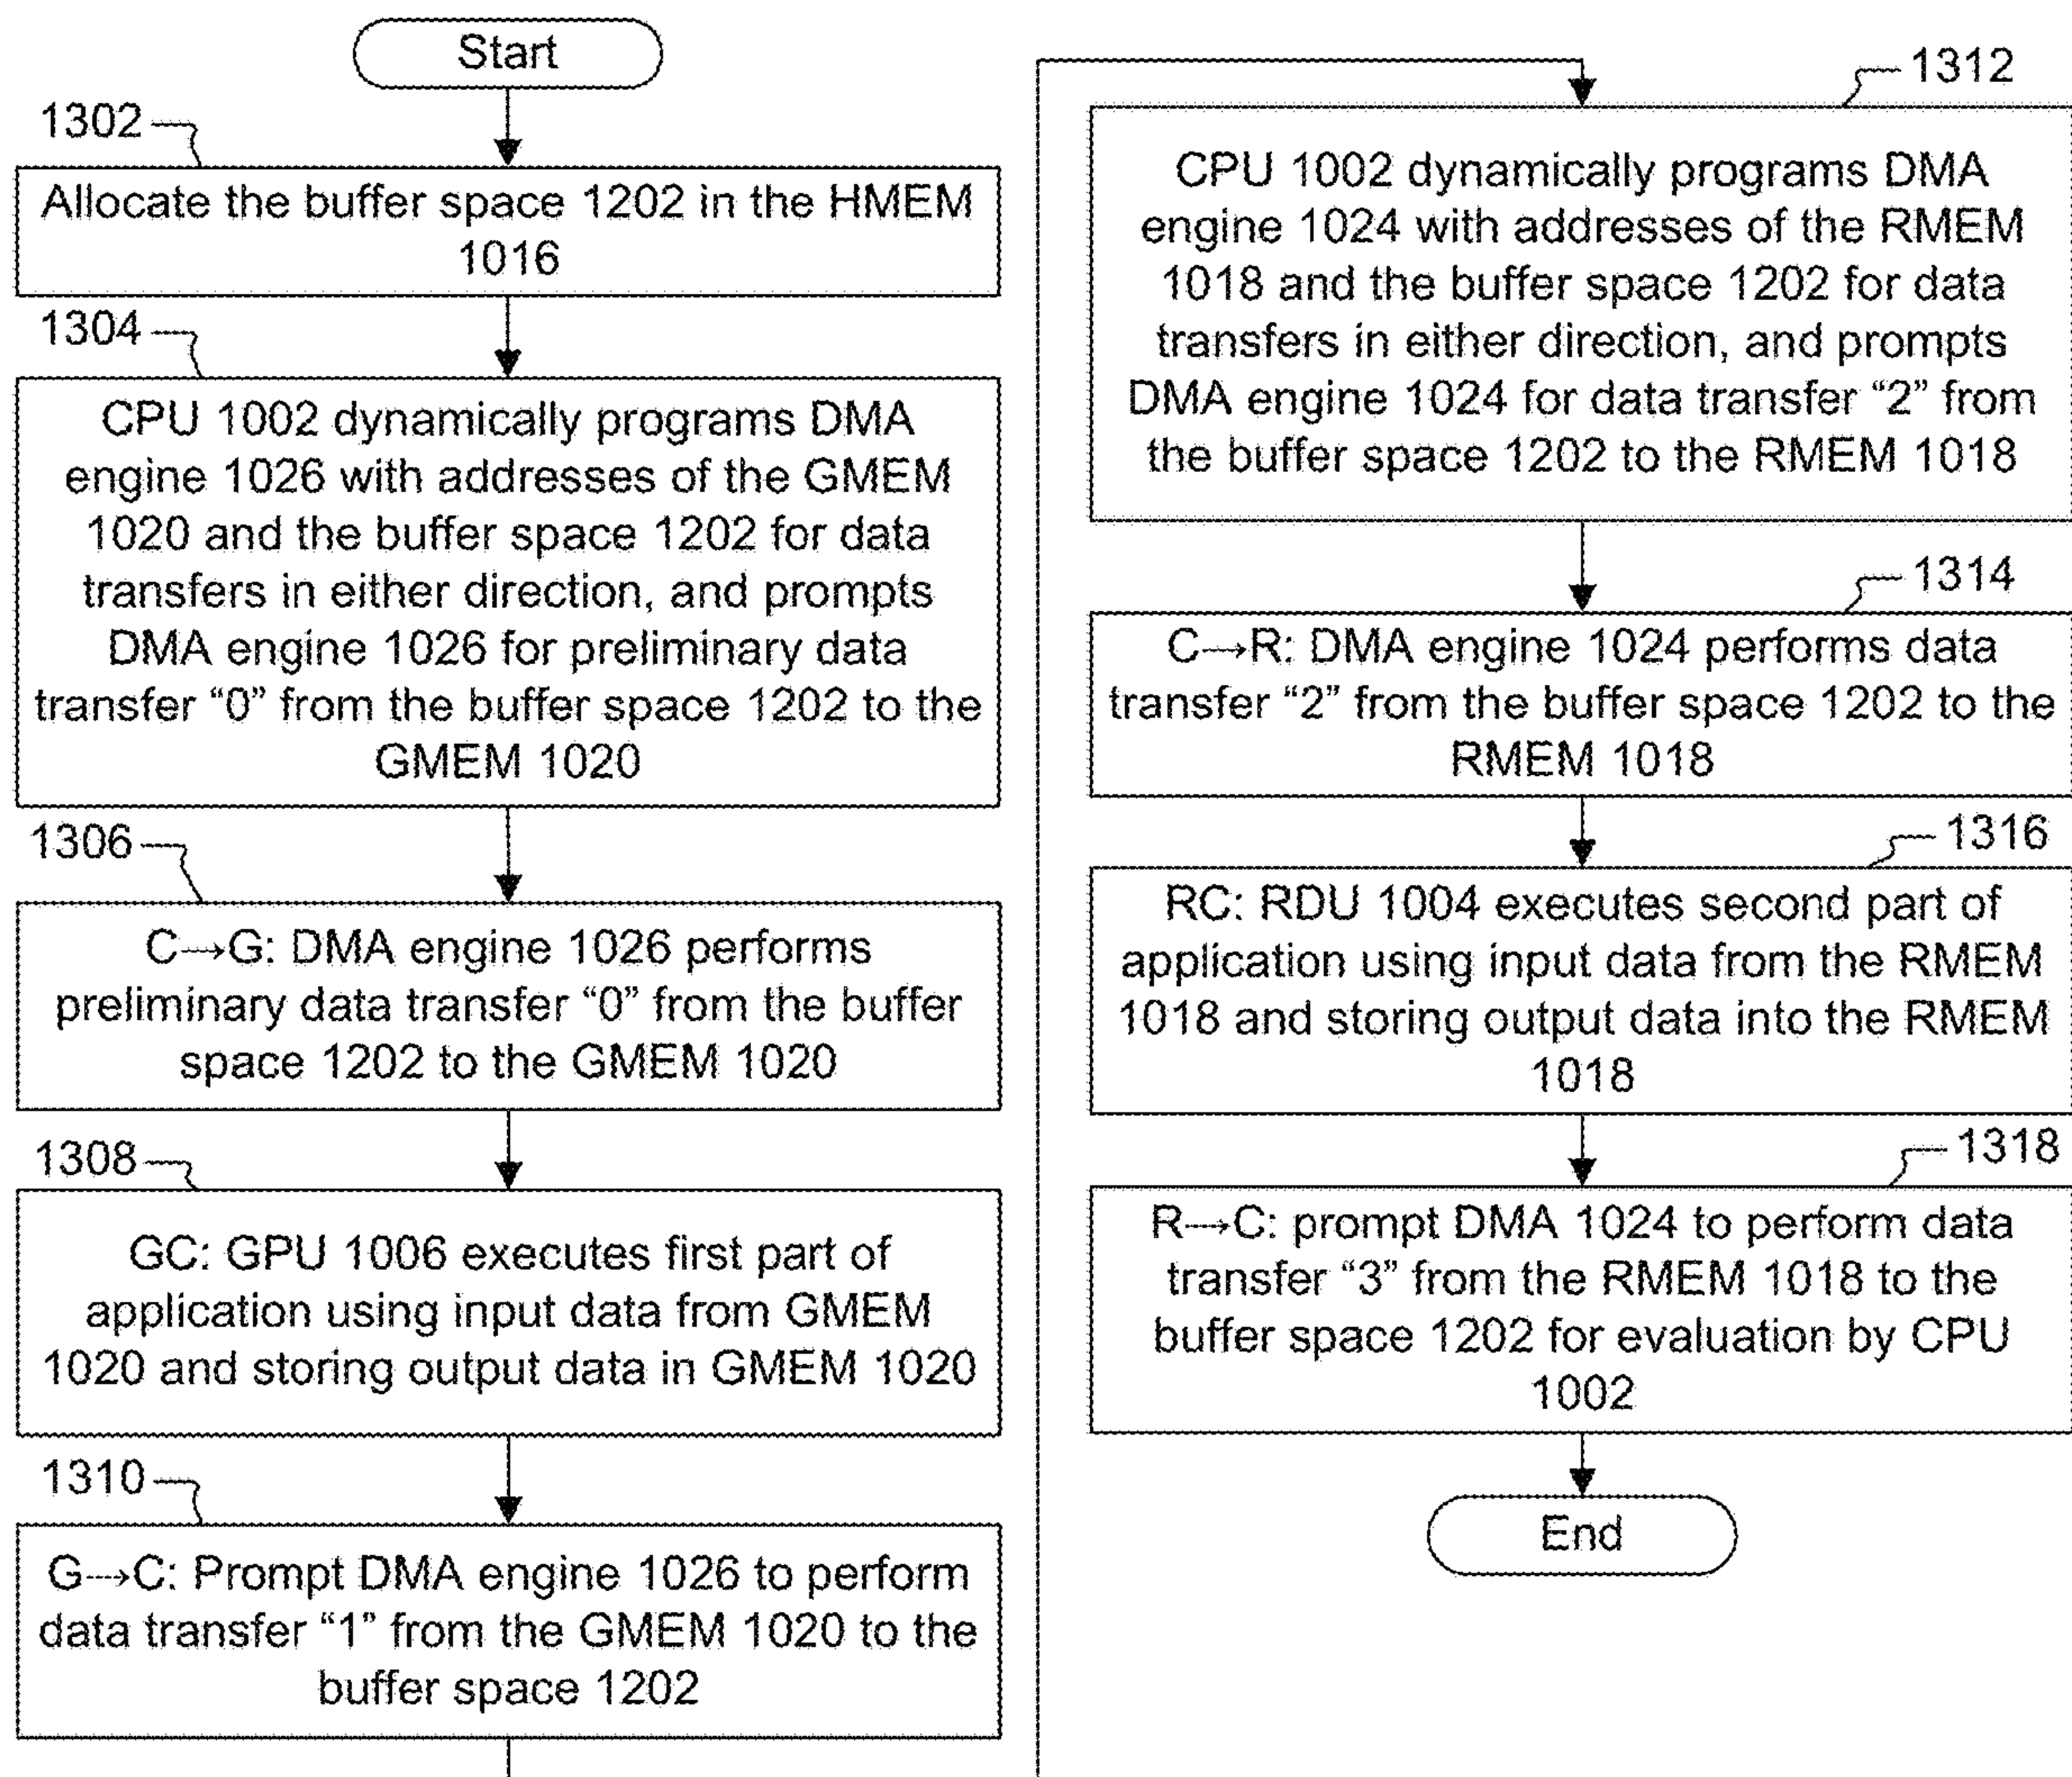 Start
1302
Allocate the buffer space 1202 in the HMEM
1016
1304
CPU 1002 dynamically programs DMA
engine 1026 with addresses of the GMEM
1020 and the buffer space 1202 for data
transfers in either direction, and prompts
DMA engine 1026 for preliminary data
transfer “0” from the buffer space 1202 to the
GMEM 1020
1306
C→G: DMA engine 1026 performs
preliminary data transfer “0” from the buffer
space 1202 to the GMEM 1020
1308
GC: GPU 1006 executes first part of
application using input data from GMEM
1020 and storing output data in GMEM 1020
1310
G→C: Prompt DMA engine 1026 to perform
data transfer “1” from the GMEM 1020 to the
buffer space 1202
1312
CPU 1002 dynamically programs DMA
engine 1024 with addresses of the RMEM
1018 and the buffer space 1202 for data
transfers in either direction, and prompts
DMA engine 1024 for data transfer “2” from
the buffer space 1202 to the RMEM 1018
1314
C→R: DMA engine 1024 performs data
transfer “2” from the buffer space 1202 to the
RMEM 1018
1316
RC: RDU 1004 executes second part of
application using input data from the RMEM
1018 and storing output data into the RMEM
1018
1318
R→C: prompt DMA 1024 to perform data
transfer “3” from the RMEM 1018 to the
buffer space 1202 for evaluation by CPU
1002
End